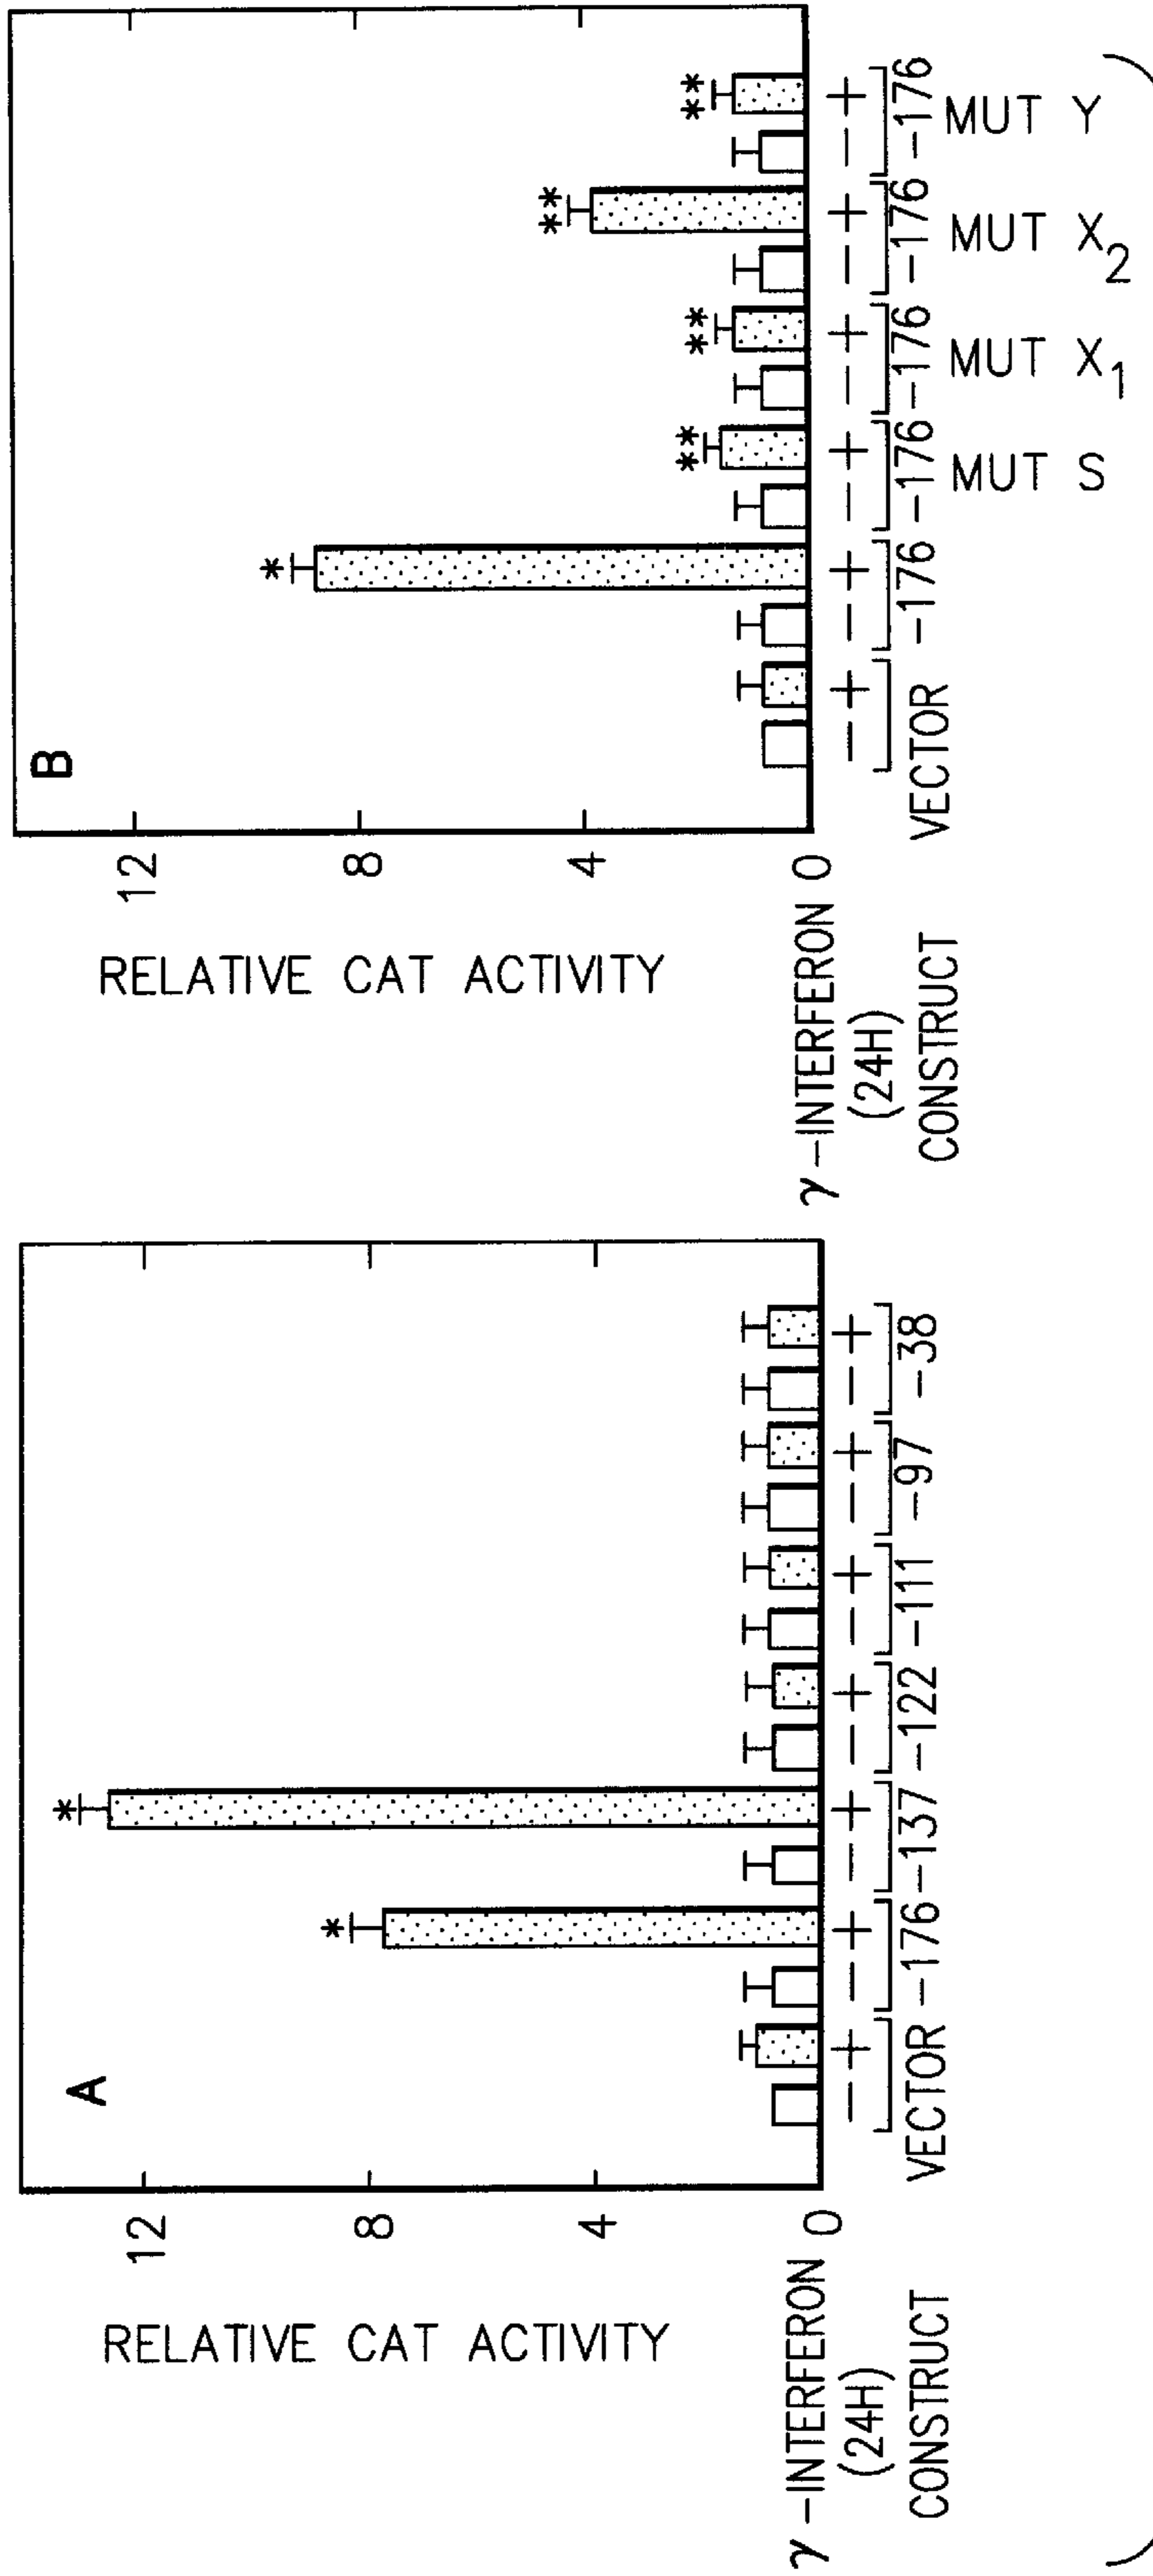 A
12
8
4
0
RELATIVE CAT ACTIVITY
γ-INTERFERON (24H)
− + − + − + − + − + − + − +
CONSTRUCT
VECTOR -176 -137 -122 -111 -97 -38
B
12
8
4
0
RELATIVE CAT ACTIVITY
γ-INTERFERON (24H)
− + − + − + − + − + − +
CONSTRUCT
VECTOR -176 -176 -176 -176 -176
MUT S MUT X1 MUT X2 MUT Y
* *
* ** ** ** **